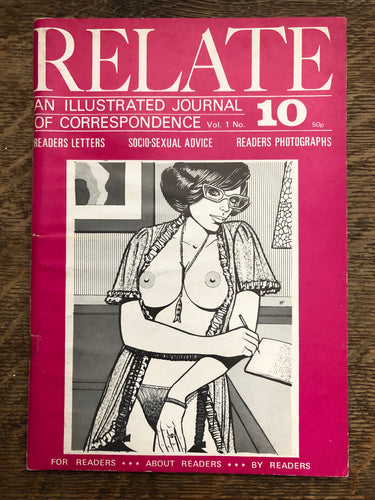 RELATE
AN ILLUSTRATED JOURNAL
OF CORRESPONDENCE Vol. 1 No. 10 50p
READERS LETTERS SOCIO-SEXUAL ADVICE READERS PHOTOGRAPHS
FOR READERS ••• ABOUT READERS ••• BY READERS